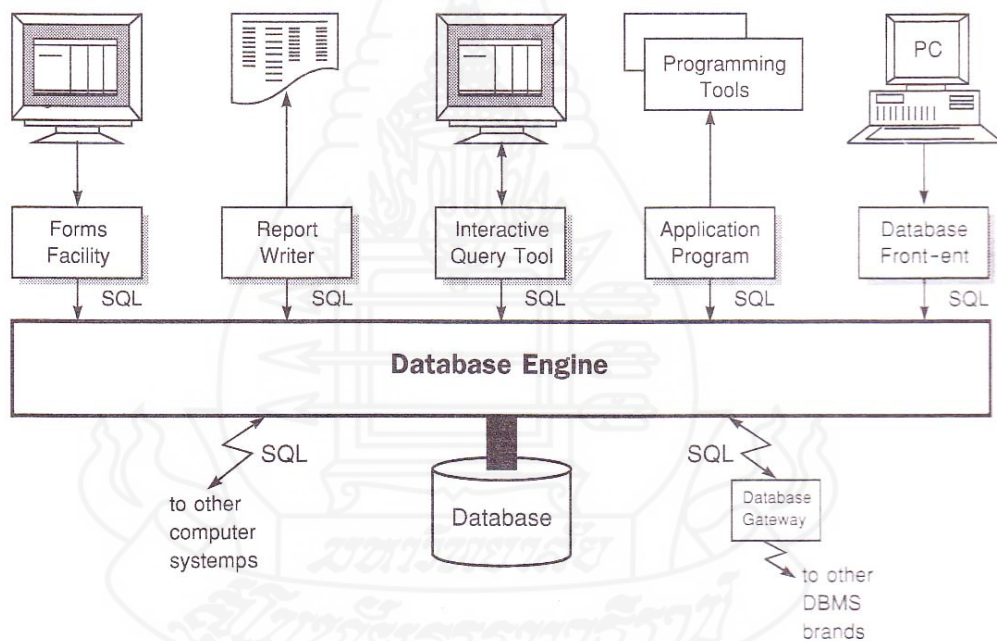 PC
Programming
Tools
Forms
Facility
Report
Writer
Interactive
Query Tool
Application
Program
Database
Front-ent
SQL
SQL
SQL
SQL
SQL
Database Engine
SQL
SQL
to other
computer
systemps
Database
Database
Gateway
to other
DBMS
brands